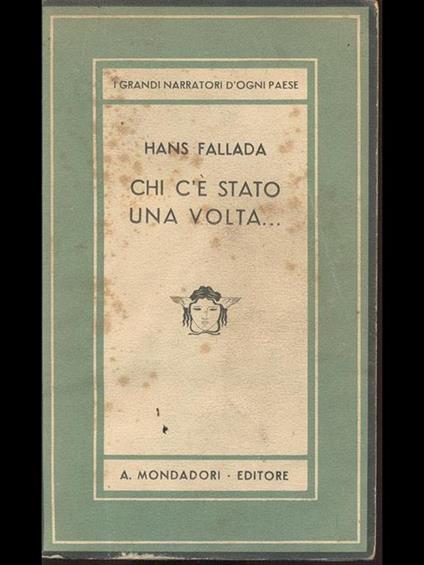 I GRANDI NARRATORI D'OGNI PAESE
HANS FALLADA
CHI C'È STATO
UNA VOLTA...
A. MONDADORI · EDITORE